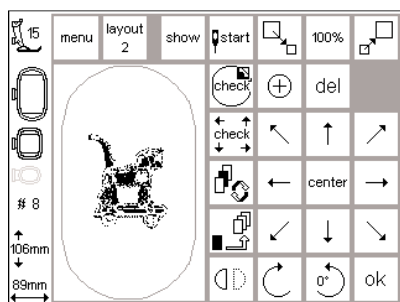 15
menu
layout
2
show
start
100%
check
del
check
center
# 8
106mm
89mm
0°
ok